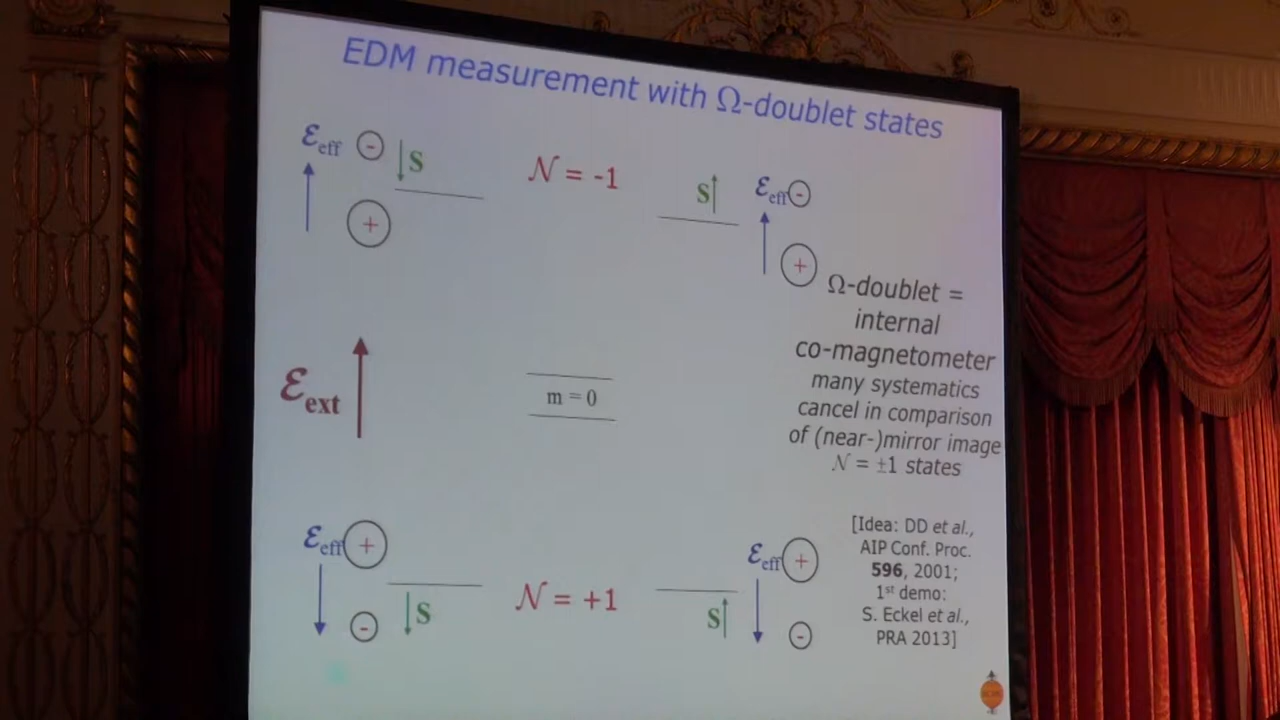 EDM measurement with Ω-doublet states
ℰeff - S
+
𝒩 = -1
S ℰeff -
+
Ω-doublet =
internal
co-magnetometer
many systematics
cancel in comparison
of (near-)mirror image
𝒩 = ±1 states
ℰext
m = 0
ℰeff +
- S
𝒩 = +1
ℰeff +
S -
[Idea: DD et al.,
AIP Conf. Proc.
596, 2001;
1st demo:
S. Eckel et al.,
PRA 2013]